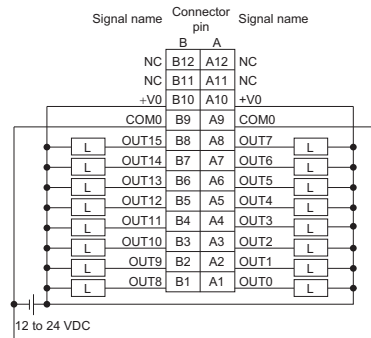 Signal name Connector pin Signal name
B A
NC B12 A12 NC
NC B11 A11 NC
+V0 B10 A10 +V0
COM0 B9 A9 COM0
L OUT15 B8 A8 OUT7 L
L OUT14 B7 A7 OUT6 L
L OUT13 B6 A6 OUT5 L
L OUT12 B5 A5 OUT4 L
L OUT11 B4 A4 OUT3 L
L OUT10 B3 A3 OUT2 L
L OUT9 B2 A2 OUT1 L
L OUT8 B1 A1 OUT0 L
12 to 24 VDC